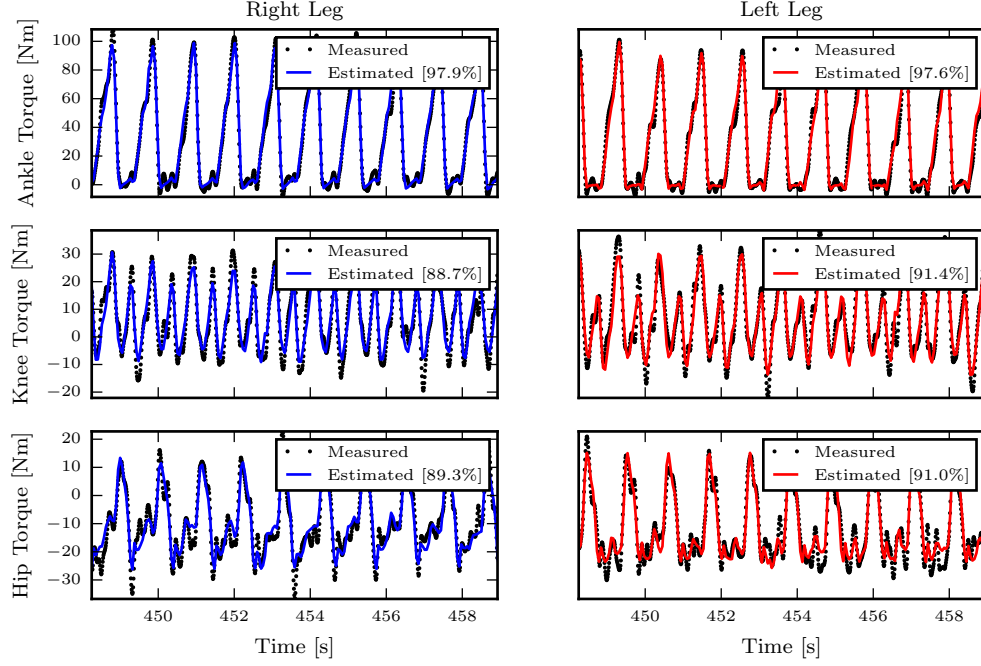 Right Leg
Left Leg
Ankle Torque [Nm]
100
80
60
40
20
0
Measured
Estimated [97.9%]
Measured
Estimated [97.6%]
Knee Torque [Nm]
30
20
10
0
−10
−20
Measured
Estimated [88.7%]
Measured
Estimated [91.4%]
Hip Torque [Nm]
20
10
0
−10
−20
−30
Measured
Estimated [89.3%]
Measured
Estimated [91.0%]
450 452 454 456 458
450 452 454 456 458
Time [s]
Time [s]